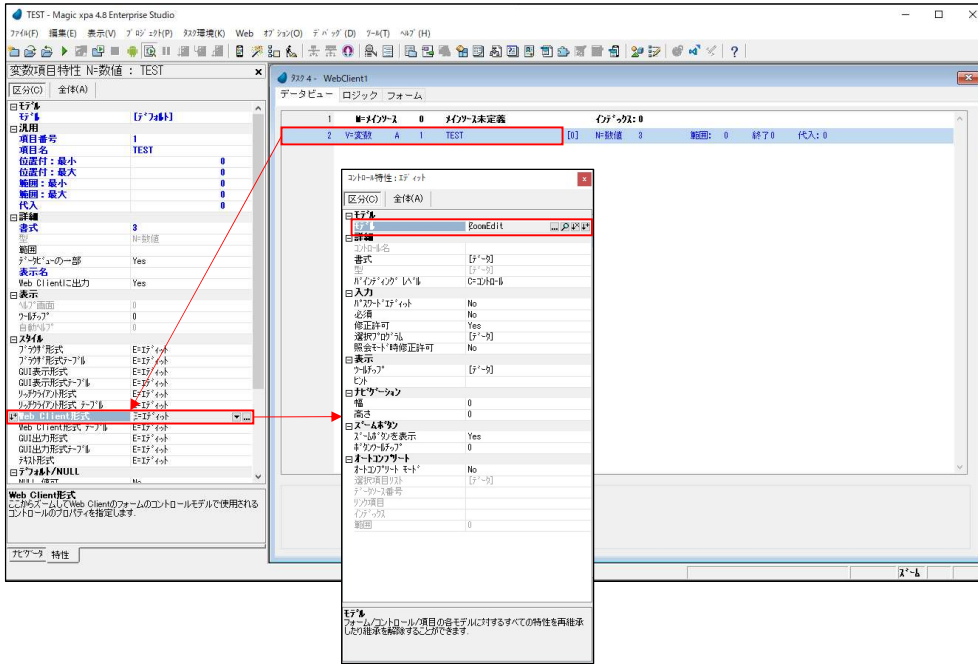 TEST - Magic xpa 4.8 Enterprise Studio
ﾌｧｲﾙ(F) 編集(E) 表示(V) ﾌﾟﾛｼﾞｪｸﾄ(P) ﾀｽｸ環境(K) Web ｵﾌﾟｼｮﾝ(O) ﾃﾞﾊﾞｯｸﾞ(D) ﾂｰﾙ(T) ﾍﾙﾌﾟ(H)
変数項目特性 N=数値 : TEST
区分(C) 全体(A)
ﾓﾃﾞﾙ
ﾓﾃﾞﾙ [ﾃﾞﾌｫﾙﾄ]
汎用
項目番号 1
項目名 TEST
位置付：最小 0
位置付：最大 0
範囲：最小 0
範囲：最大 0
代入 0
詳細
書式 3
型 N=数値
範囲
ﾃﾞｰﾀﾋﾞｭｰの一部 Yes
表示名
Web Clientに出力 Yes
表示
ﾍﾙﾌﾟ画面 0
ﾂｰﾙﾁｯﾌﾟ 0
自動ﾍﾙﾌﾟ 0
ｽﾀｲﾙ
ﾌﾞﾗｳｻﾞ形式 E=ｴﾃﾞｨｯﾄ
ﾌﾞﾗｳｻﾞ形式ﾃｰﾌﾞﾙ E=ｴﾃﾞｨｯﾄ
GUI表示形式 E=ｴﾃﾞｨｯﾄ
GUI表示形式ﾃｰﾌﾞﾙ E=ｴﾃﾞｨｯﾄ
ﾘｯﾁｸﾗｲｱﾝﾄ形式 E=ｴﾃﾞｨｯﾄ
ﾘｯﾁｸﾗｲｱﾝﾄ形式 ﾃｰﾌﾞﾙ E=ｴﾃﾞｨｯﾄ
Web Client形式 E=ｴﾃﾞｨｯﾄ
Web Client形式 ﾃｰﾌﾞﾙ E=ｴﾃﾞｨｯﾄ
GUI出力形式 E=ｴﾃﾞｨｯﾄ
GUI出力形式ﾃｰﾌﾞﾙ E=ｴﾃﾞｨｯﾄ
ﾃｷｽﾄ形式 E=ｴﾃﾞｨｯﾄ
ﾃﾞﾌｫﾙﾄ/NULL
NULL 値可 No
Web Client形式
ここからズームしてWeb Clientのフォームのコントロールモデルで使用される
コントロールのプロパティを指定します.
ﾅﾋﾞｹﾞｰﾀ 特性
ﾀｽｸ 4 - WebClient1
データビュー ロジック フォーム
1 M=ﾒｲﾝｿｰｽ 0 ﾒｲﾝｿｰｽ未定義 ｲﾝﾃﾞｯｸｽ: 0
2 V=変数 A 1 TEST [0] N=数値 3 範囲: 0 終了0 代入: 0
ｺﾝﾄﾛｰﾙ特性 : ｴﾃﾞｨｯﾄ
区分(C) 全体(A)
ﾓﾃﾞﾙ
ﾓﾃﾞﾙ RoomEdit
詳細
ｺﾝﾄﾛｰﾙ名
書式 [ﾃﾞｰﾀ]
型 [ﾃﾞｰﾀ]
ﾊﾞｲﾝﾃﾞｨﾝｸﾞ ﾚﾍﾞﾙ C=ｺﾝﾄﾛｰﾙ
入力
ﾊﾟｽﾜｰﾄﾞｴﾃﾞｨｯﾄ No
必須 No
修正許可 Yes
選択ﾌﾟﾛｸﾞﾗﾑ [ﾃﾞｰﾀ]
照会ﾓｰﾄﾞ時修正許可 No
表示
ﾂｰﾙﾁｯﾌﾟ [ﾃﾞｰﾀ]
ﾋﾝﾄ
ﾅﾋﾞｹﾞｰｼｮﾝ
幅 0
高さ 0
ｽﾞｰﾑﾎﾞﾀﾝ
ｽﾞｰﾑﾎﾞﾀﾝを表示 Yes
ﾎﾞﾀﾝﾂｰﾙﾁｯﾌﾟ 0
ｵｰﾄｺﾝﾌﾟﾘｰﾄ
ｵｰﾄｺﾝﾌﾟﾘｰﾄ ﾓｰﾄﾞ No
選択項目ﾘｽﾄ [ﾃﾞｰﾀ]
ﾃﾞｰﾀｿｰｽ番号
ﾘﾝｸ項目
ｲﾝﾃﾞｯｸｽ
範囲 0
ﾓﾃﾞﾙ
フォーム/コントロール/項目の各モデルに対するすべての特性を再継承
したり継承を解除することができます.
ｽﾞｰﾑ